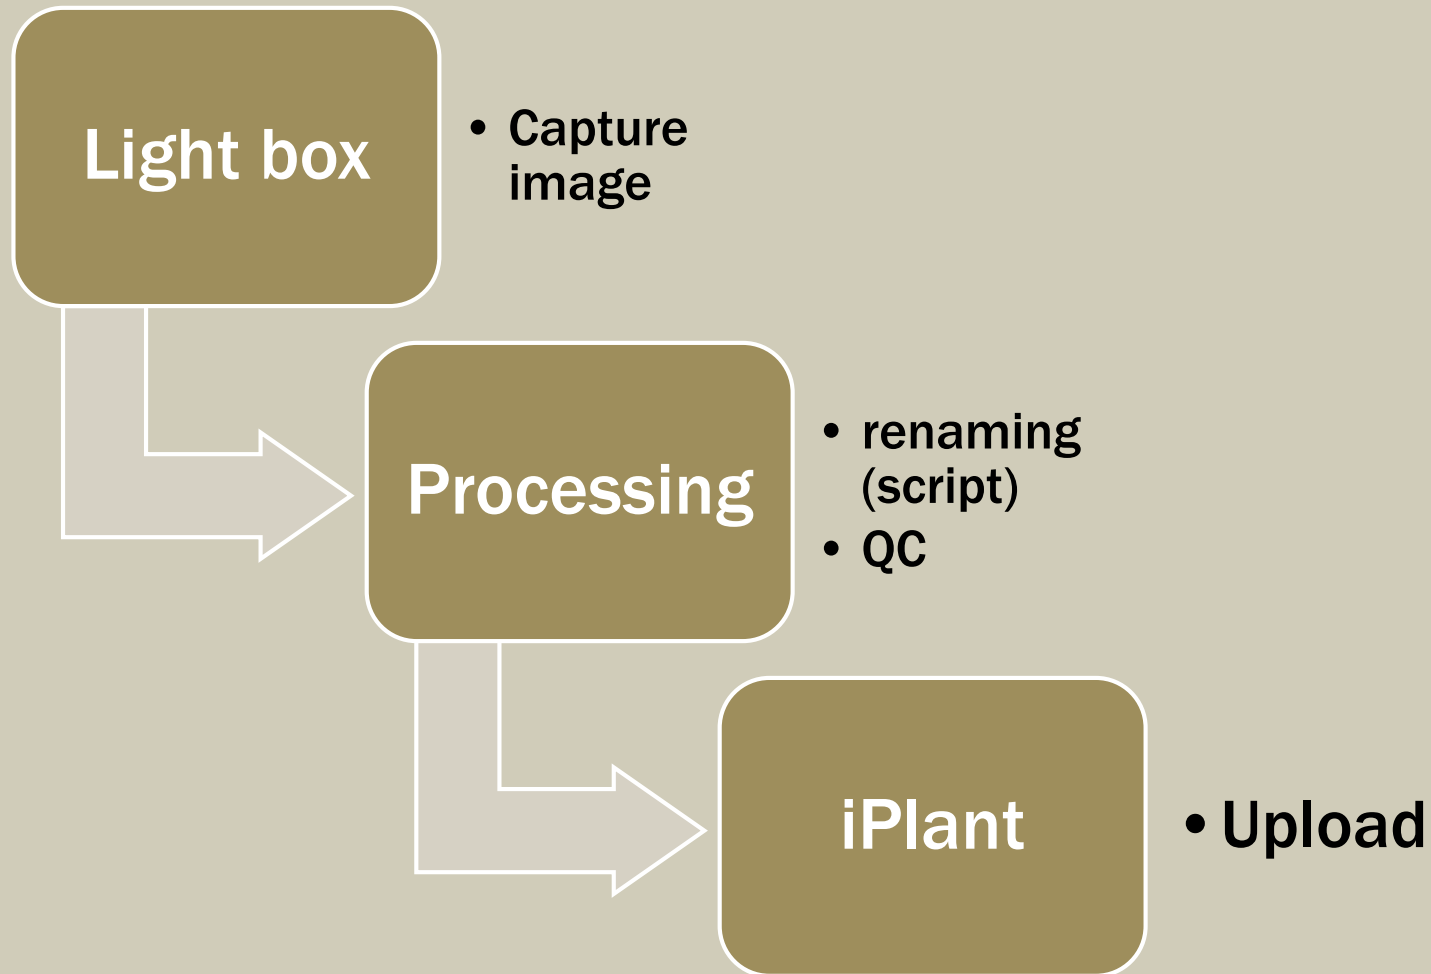 Light box
• Capture
image
Processing
• renaming
(script)
• QC
iPlant
• Upload